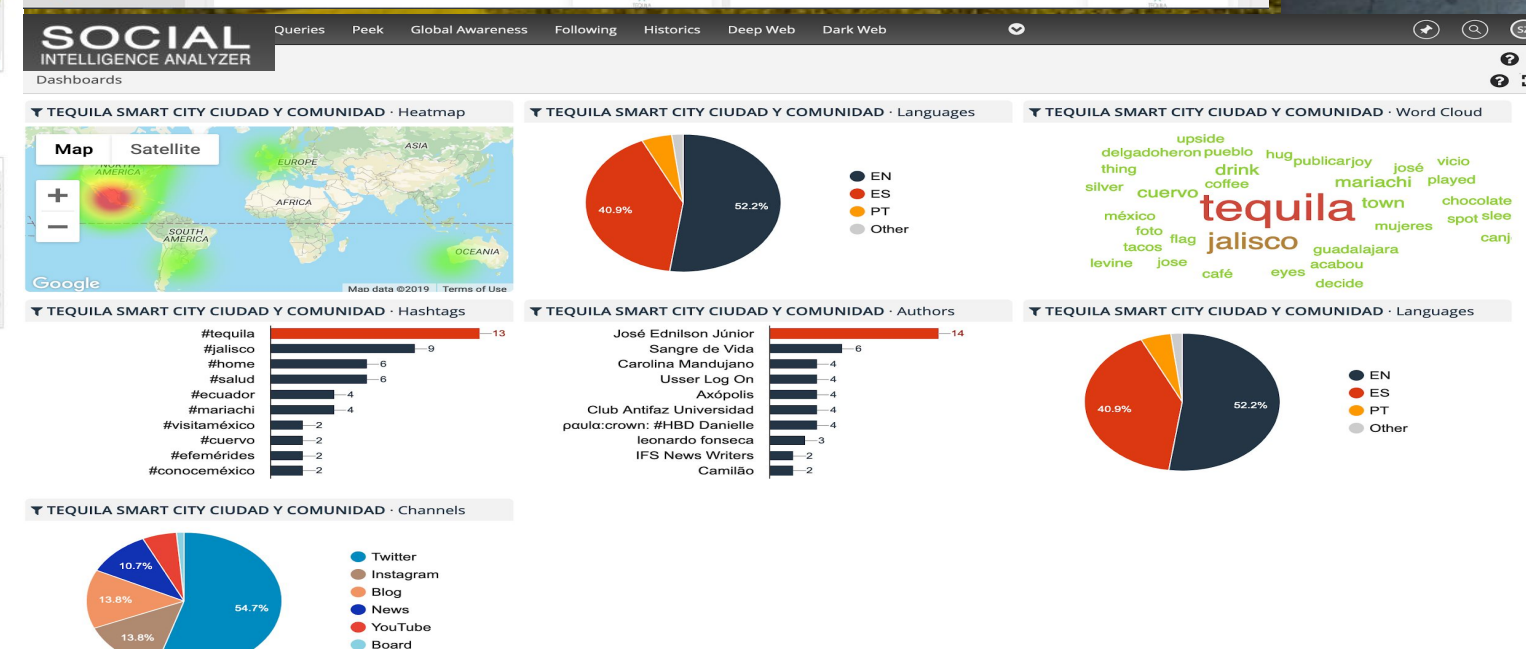 SOCIAL
INTELLIGENCE ANALYZER
Queries Peek Global Awareness Following Historics Deep Web Dark Web
Dashboards
TEQUILA SMART CITY CIUDAD Y COMUNIDAD · Heatmap
Map Satellite
NORTH AMERICA
EUROPE
ASIA
AFRICA
SOUTH AMERICA
OCEANIA
+
−
Google
Map data ©2019 Terms of Use
TEQUILA SMART CITY CIUDAD Y COMUNIDAD · Languages
40.9%
52.2%
EN
ES
PT
Other
TEQUILA SMART CITY CIUDAD Y COMUNIDAD · Word Cloud
upside
delgadoheron pueblo hug publicarjoy josé vicio
thing drink mariachi played
silver cuervo coffee
tequila town chocolate
méxico mujeres spot slee
foto
tacos flag jalisco guadalajara canj
levine jose café eyes acabou
decide
TEQUILA SMART CITY CIUDAD Y COMUNIDAD · Hashtags
#tequila 13
#jalisco 9
#home 6
#salud 6
#ecuador 4
#mariachi 4
#visitaméxico 2
#cuervo 2
#efemérides 2
#conoceméxico 2
TEQUILA SMART CITY CIUDAD Y COMUNIDAD · Authors
José Ednilson Júnior 14
Sangre de Vida 6
Carolina Mandujano 4
Usser Log On 4
Axópolis 4
Club Antifaz Universidad 4
paula:crown: #HBD Danielle 4
leonardo fonseca 3
IFS News Writers 2
Camilão 2
TEQUILA SMART CITY CIUDAD Y COMUNIDAD · Languages
40.9%
52.2%
EN
ES
PT
Other
TEQUILA SMART CITY CIUDAD Y COMUNIDAD · Channels
10.7%
13.8%
13.8%
54.7%
Twitter
Instagram
Blog
News
YouTube
Board